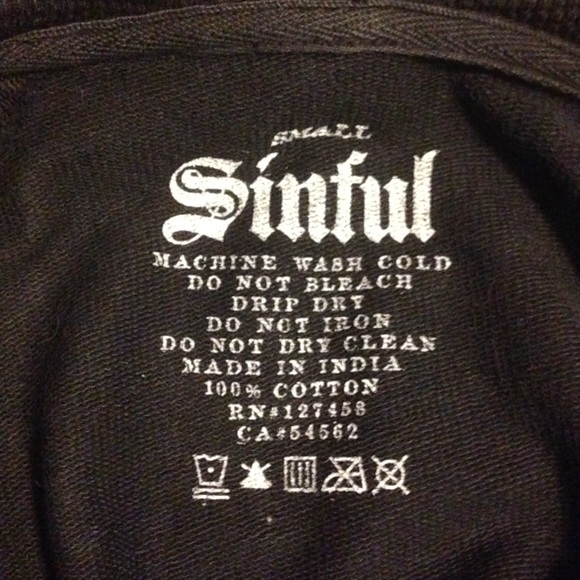 SMALL
Sinful
MACHINE WASH COLD
DO NOT BLEACH
DRIP DRY
DO NOT IRON
DO NOT DRY CLEAN
MADE IN INDIA
100% COTTON
RN#127458
CA#54562